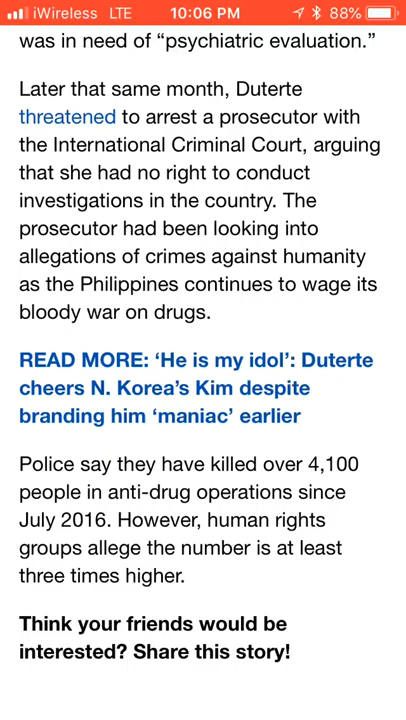 iWireless LTE 10:06 PM 88%
was in need of “psychiatric evaluation.”
Later that same month, Duterte
threatened to arrest a prosecutor with
the International Criminal Court, arguing
that she had no right to conduct
investigations in the country. The
prosecutor had been looking into
allegations of crimes against humanity
as the Philippines continues to wage its
bloody war on drugs.
READ MORE: ‘He is my idol’: Duterte
cheers N. Korea’s Kim despite
branding him ‘maniac’ earlier
Police say they have killed over 4,100
people in anti-drug operations since
July 2016. However, human rights
groups allege the number is at least
three times higher.
Think your friends would be
interested? Share this story!